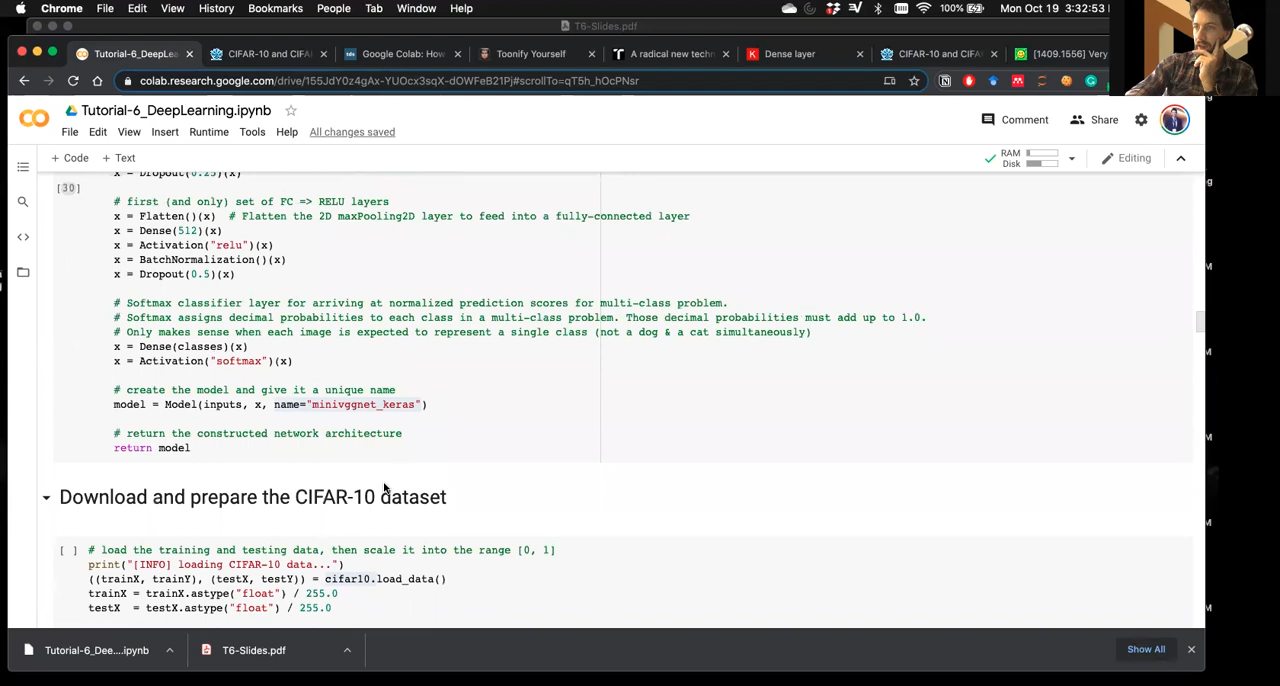 Chrome File Edit View History Bookmarks People Tab Window Help 100% Mon Oct 19 3:32:53
T6-Slides.pdf
Tutorial-6_DeepLea CIFAR-10 and CIFA Google Colab: How Toonify Yourself A radical new techn Dense layer CIFAR-10 and CIFA [1409.1556] Very
colab.research.google.com/drive/155JdY0z4gAx-YUOcx3sqX-dOWFeB21Pj#scrollTo=qT5h_hOcPNsr
Tutorial-6_DeepLearning.ipynb
File Edit View Insert Runtime Tools Help All changes saved
Comment Share
+ Code + Text
RAM
Disk
Editing
x = Dropout(0.25)(x)
[30]
# first (and only) set of FC => RELU layers
x = Flatten()(x) # Flatten the 2D maxPooling2D layer to feed into a fully-connected layer
x = Dense(512)(x)
x = Activation("relu")(x)
x = BatchNormalization()(x)
x = Dropout(0.5)(x)
# Softmax classifier layer for arriving at normalized prediction scores for multi-class problem.
# Softmax assigns decimal probabilities to each class in a multi-class problem. Those decimal probabilities must add up to 1.0.
# Only makes sense when each image is expected to represent a single class (not a dog & a cat simultaneously)
x = Dense(classes)(x)
x = Activation("softmax")(x)
# create the model and give it a unique name
model = Model(inputs, x, name="minivggnet_keras")
# return the constructed network architecture
return model
Download and prepare the CIFAR-10 dataset
[ ] # load the training and testing data, then scale it into the range [0, 1]
print("[INFO] loading CIFAR-10 data...")
((trainX, trainY), (testX, testY)) = cifar10.load_data()
trainX = trainX.astype("float") / 255.0
testX = testX.astype("float") / 255.0
Tutorial-6_Dee....ipynb T6-Slides.pdf Show All